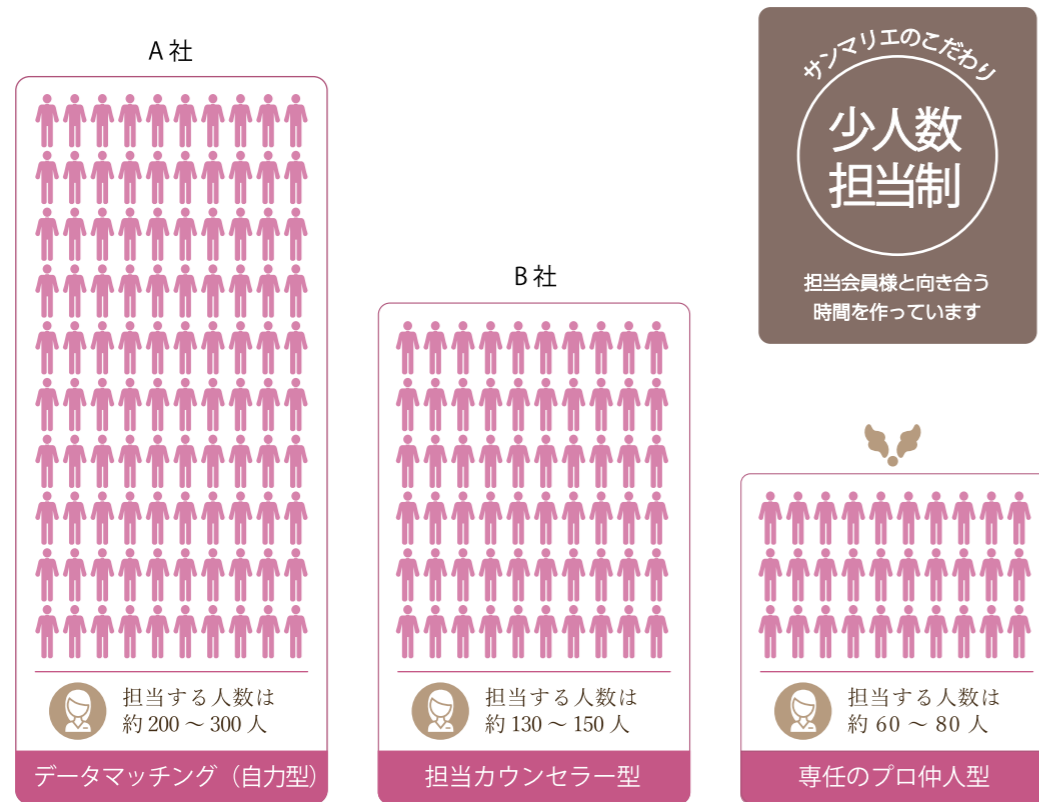 A社
担当する人数は
約200～300人
データマッチング（自力型）
B社
担当する人数は
約130～150人
担当カウンセラー型
サンマリエのこだわり
少人数
担当制
担当会員様と向き合う
時間を作っています
担当する人数は
約60～80人
専任のプロ仲人型